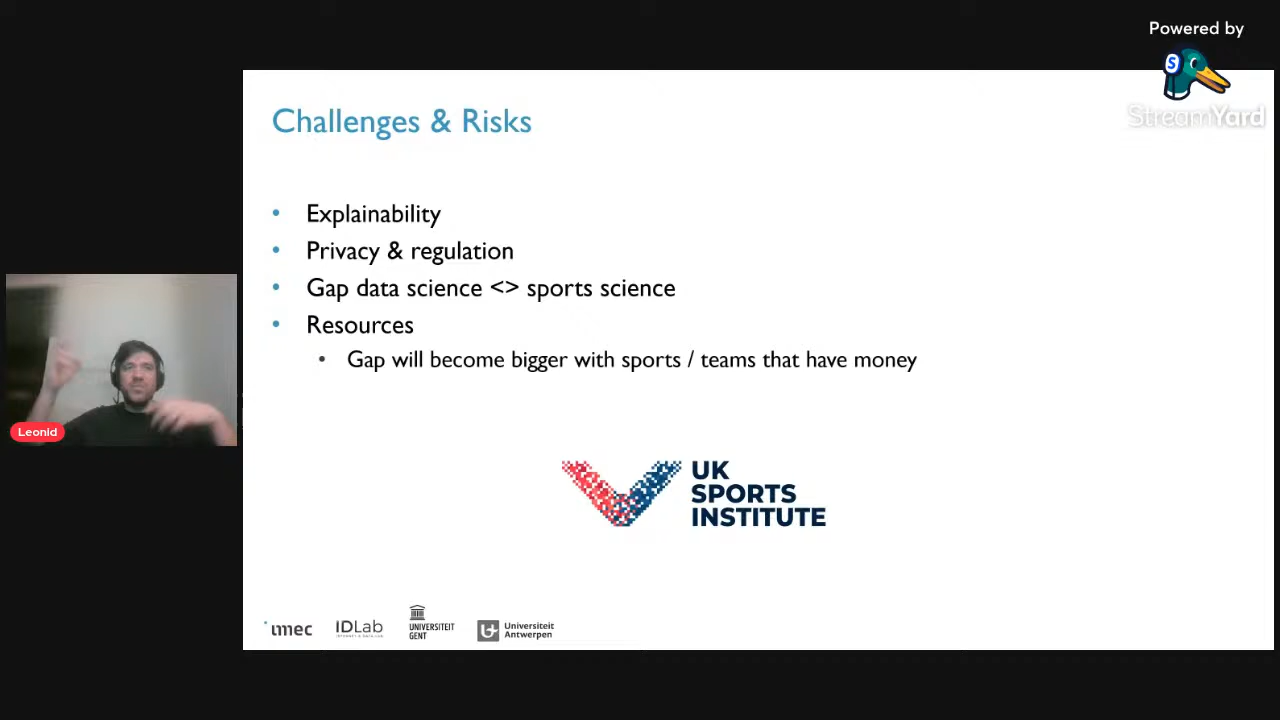 Powered by
S
StreamYard
Challenges & Risks
• Explainability
• Privacy & regulation
• Gap data science <> sports science
• Resources
• Gap will become bigger with sports / teams that have money
Leonid
UK
SPORTS
INSTITUTE
imec
IDLab
UNIVERSITEIT
GENT
Universiteit
Antwerpen